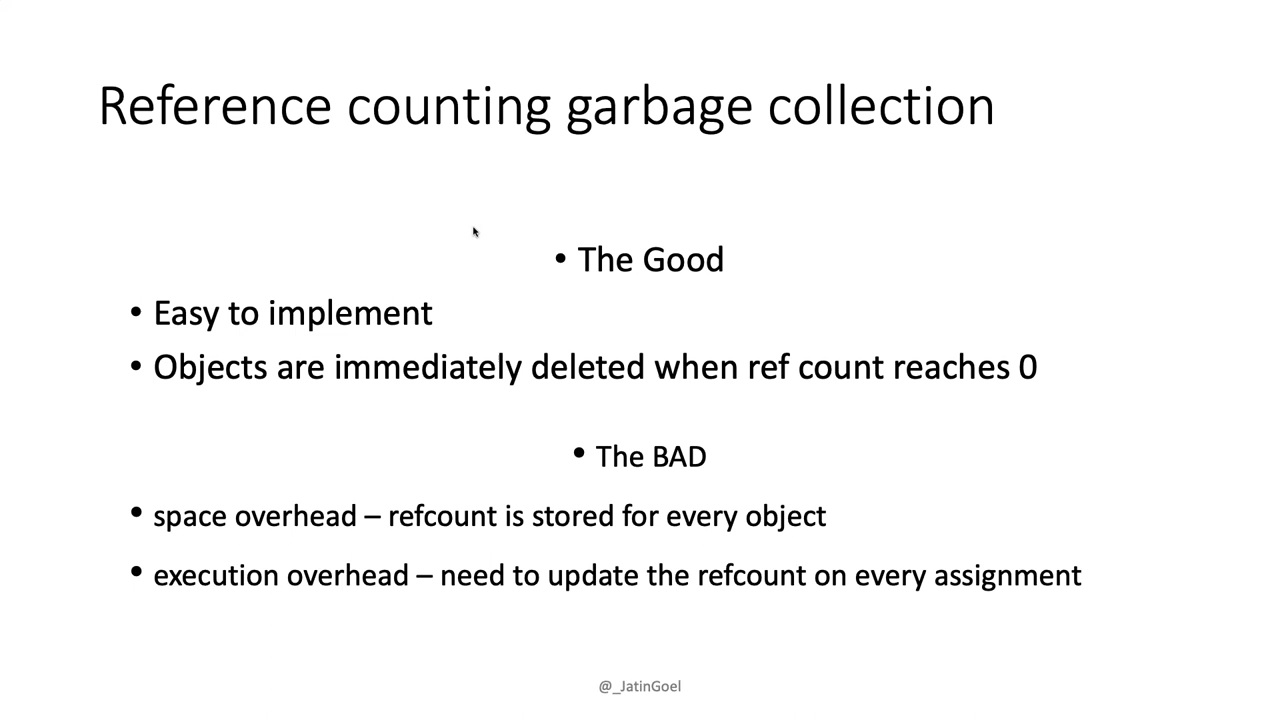 Reference counting garbage collection
• The Good
• Easy to implement
• Objects are immediately deleted when ref count reaches 0
• The BAD
• space overhead – refcount is stored for every object
• execution overhead – need to update the refcount on every assignment
@_JatinGoel